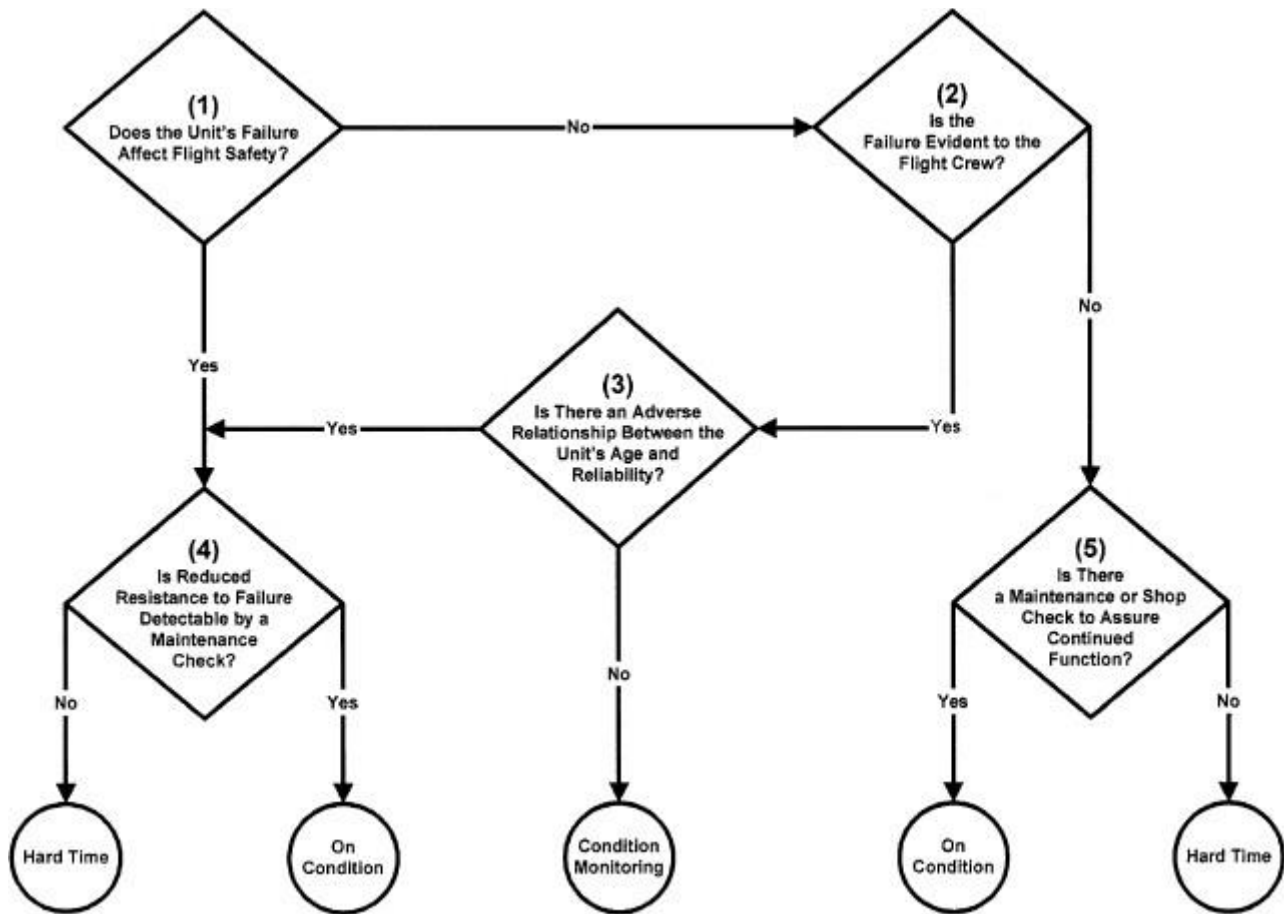 (1)
Does the Unit's Failure
Affect Flight Safety?
No
(2)
Is the
Failure Evident to the
Flight Crew?
No
Yes
(3)
Is There an Adverse
Relationship Between the
Unit's Age and
Reliability?
Yes
Yes
(4)
Is Reduced
Resistance to Failure
Detectable by a
Maintenance
Check?
(5)
Is There
a Maintenance or Shop
Check to Assure
Continued
Function?
No
Yes
No
Yes
No
Hard Time
On
Condition
Condition
Monitoring
On
Condition
Hard Time